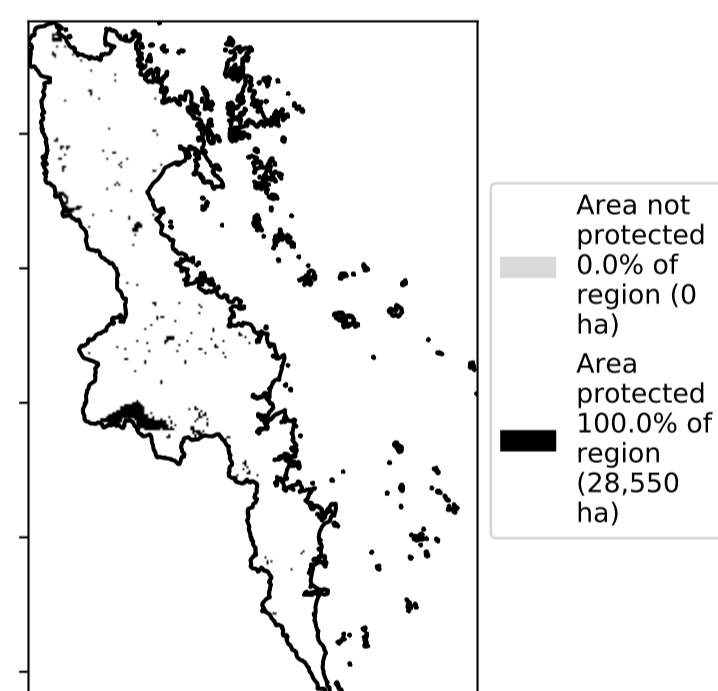 Area not
protected
0.0% of
region (0
ha)
Area
protected
100.0% of
region
(28,550
ha)